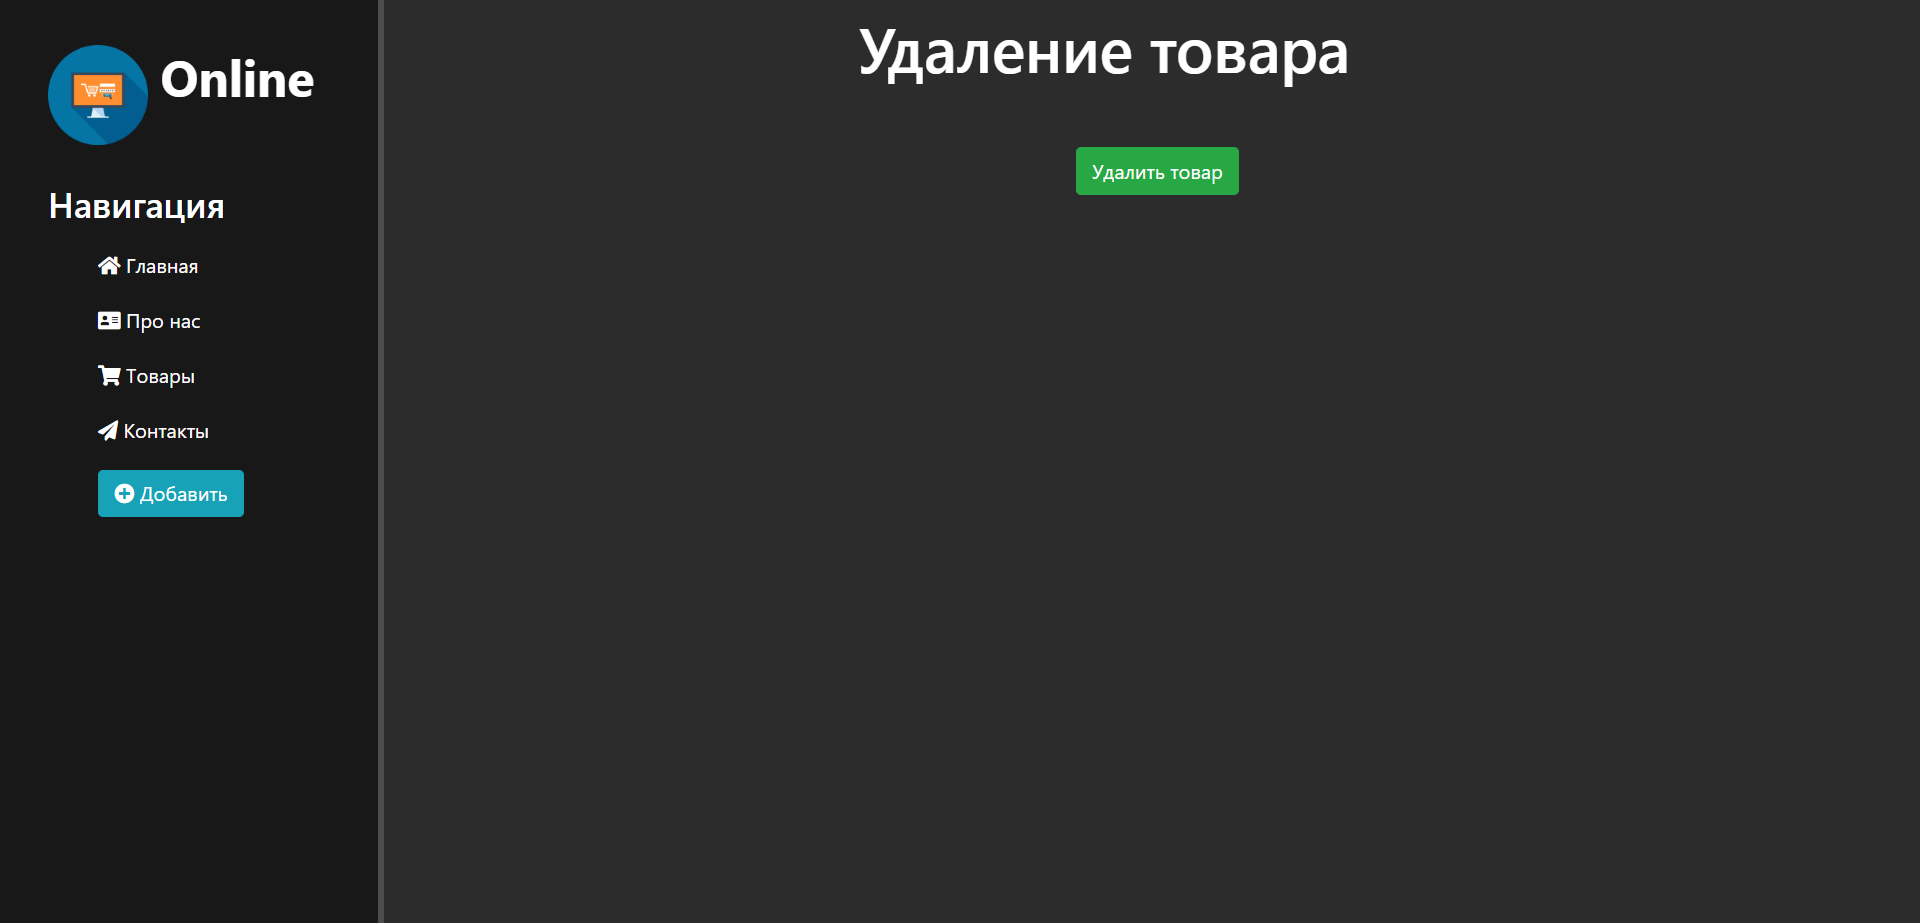 Online
Навигация
Главная
Про нас
Товары
Контакты
Добавить
Удаление товара
Удалить товар